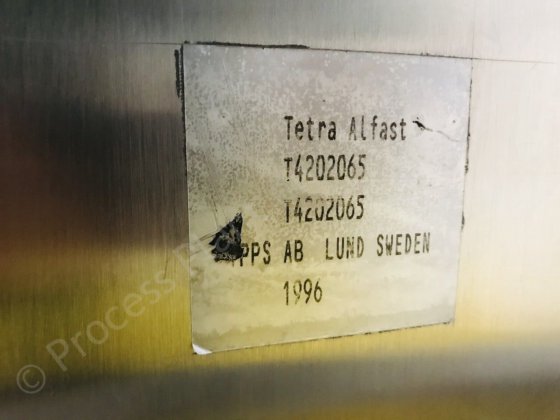 Tetra Alfast
T4202065
T4202065
PPS AB LUND SWEDEN
1996
© Process